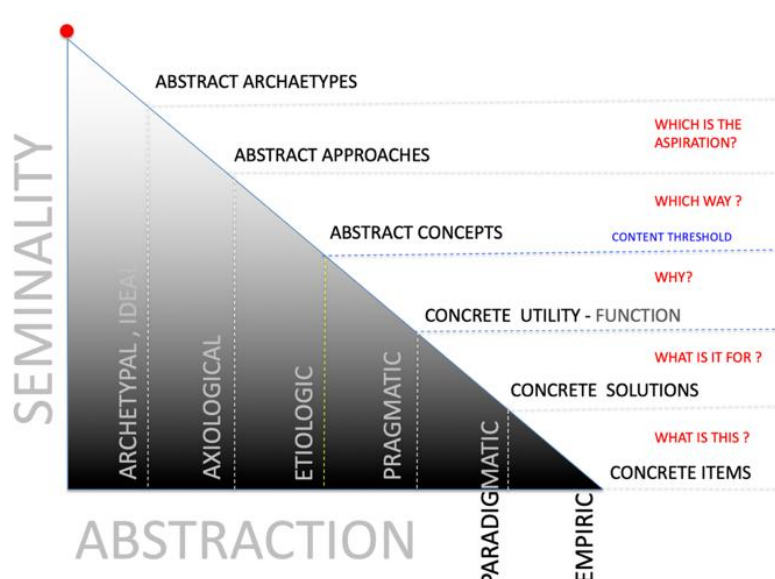 ABSTRACT ARCHAETYPES
WHICH IS THE
ASPIRATION?
ABSTRACT APPROACHES
WHICH WAY ?
ABSTRACT CONCEPTS
CONTENT THRESHOLD
WHY?
CONCRETE UTILITY - FUNCTION
WHAT IS IT FOR ?
CONCRETE SOLUTIONS
WHAT IS THIS ?
CONCRETE ITEMS
SEMINALITY
ARCHETYPAL , IDEAL
AXIOLOGICAL
ETIOLOGIC
PRAGMATIC
PARADIGMATIC
EMPIRIC
ABSTRACTION